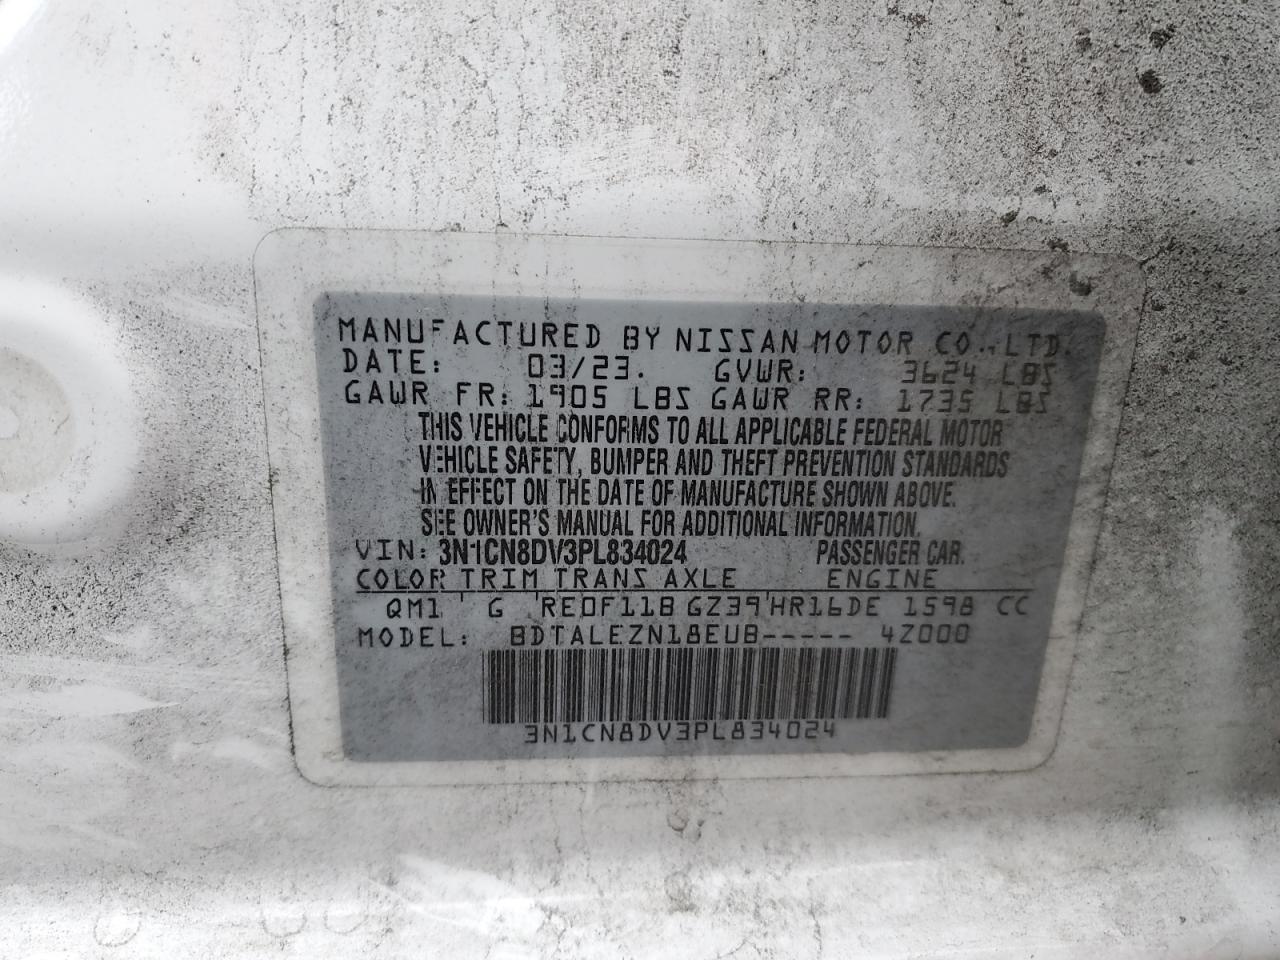 MANUFACTURED BY NISSAN MOTOR CO., LTD.
DATE: 03/23. GVWR: 3624 LBS
GAWR FR: 1905 LBS GAWR RR: 1735 LBS
THIS VEHICLE CONFORMS TO ALL APPLICABLE FEDERAL MOTOR
VEHICLE SAFETY, BUMPER AND THEFT PREVENTION STANDARDS
IN EFFECT ON THE DATE OF MANUFACTURE SHOWN ABOVE.
SEE OWNER'S MANUAL FOR ADDITIONAL INFORMATION.
VIN: 3N1CN8DV3PL834024 PASSENGER CAR.
COLOR TRIM TRANS AXLE ENGINE
QM1 G RE0F11B GZ39 HR16DE 1598 CC
MODEL: BDTALEZN18EUB----- 4Z000
3N1CN8DV3PL834024